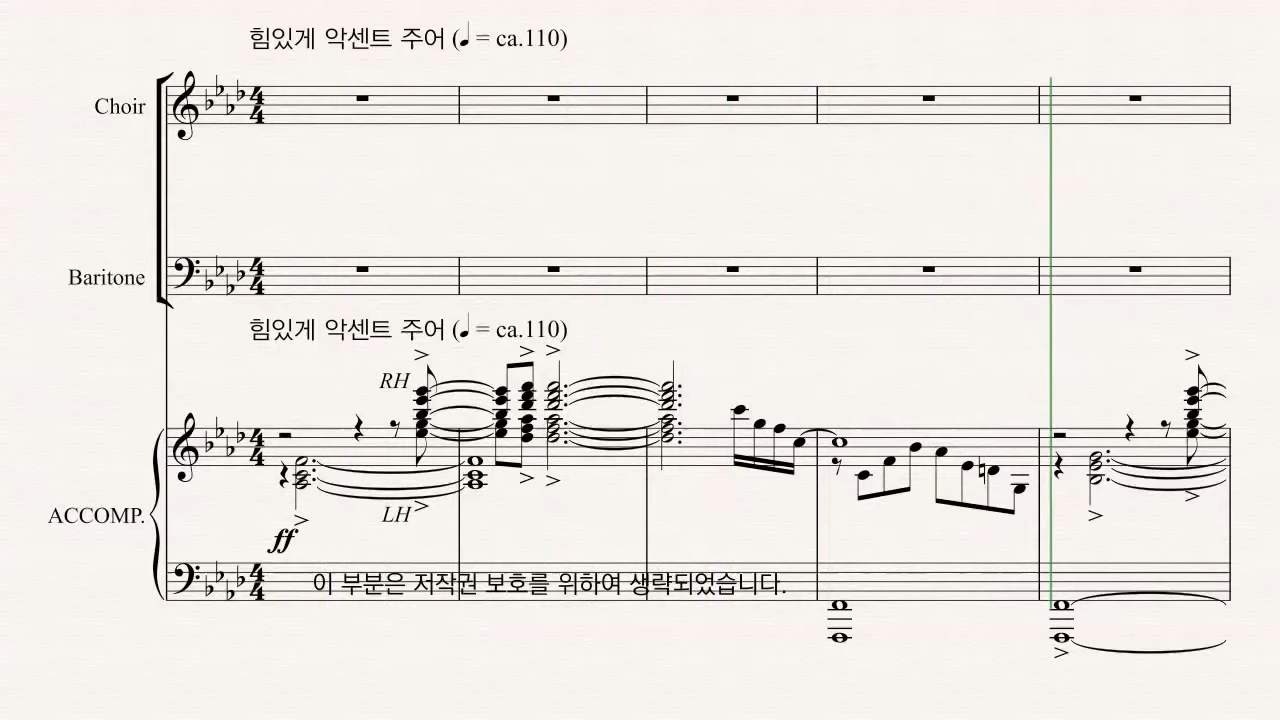 힘있게 악센트 주어 (♩ = ca.110)
Choir
Baritone
힘있게 악센트 주어 (♩ = ca.110)
RH
ACCOMP.
LH
ff
이 부분은 저작권 보호를 위하여 생략되었습니다.